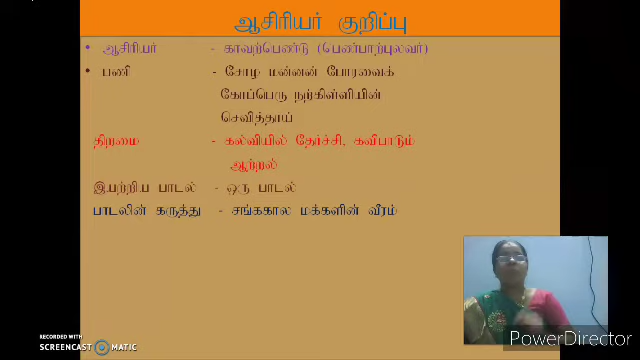 ஆசிரியர் குறிப்பு
• ஆசிரியர் - காவற்பெண்டு (பெண்பாற்புலவர்)
• பணி - சோழ மன்னன் போரவைக்
கோப்பெரு நற்கிள்ளியின்
செவித்தாய்
திறமை - கல்வியில் தேர்ச்சி, கவிபாடும்
ஆற்றல்
இயற்றிய பாடல் - ஒரு பாடல்
பாடலின் கருத்து - சங்ககால மக்களின் வீரம்
RECORDED WITH
SCREENCAST MATIC
PowerDirector